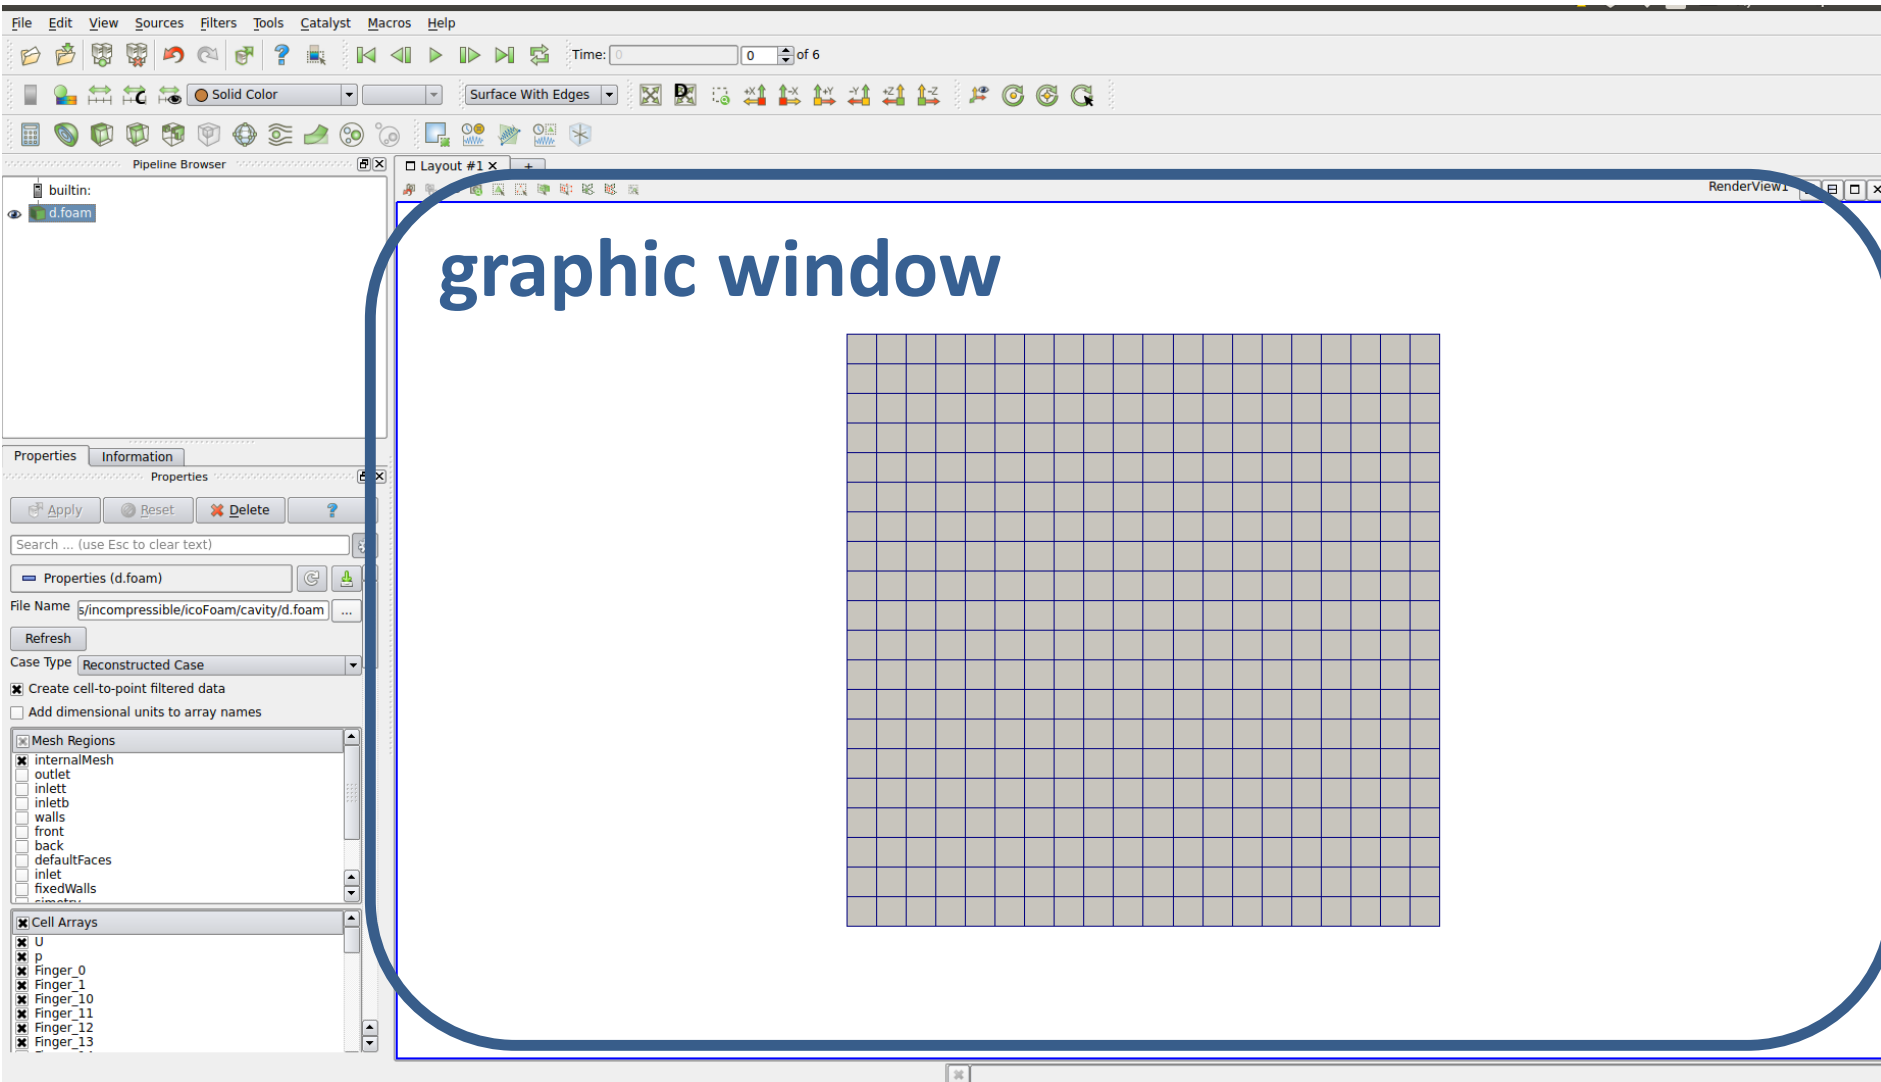 File Edit View Sources Filters Tools Catalyst Macros Help
Time: 0 0 of 6
Solid Color Surface With Edges
+X -X +Y -Y +Z -Z
Pipeline Browser
Layout #1 × +
builtin:
RenderView1
d.foam
graphic window
Properties Information
Properties
Apply Reset Delete ?
Search ... (use Esc to clear text)
Properties (d.foam)
File Name s/incompressible/icoFoam/cavity/d.foam ...
Refresh
Case Type Reconstructed Case
Create cell-to-point filtered data
Add dimensional units to array names
Mesh Regions
internalMesh
outlet
inlett
inletb
walls
front
back
defaultFaces
inlet
fixedWalls
simetry
Cell Arrays
U
p
Finger_0
Finger_1
Finger_10
Finger_11
Finger_12
Finger_13